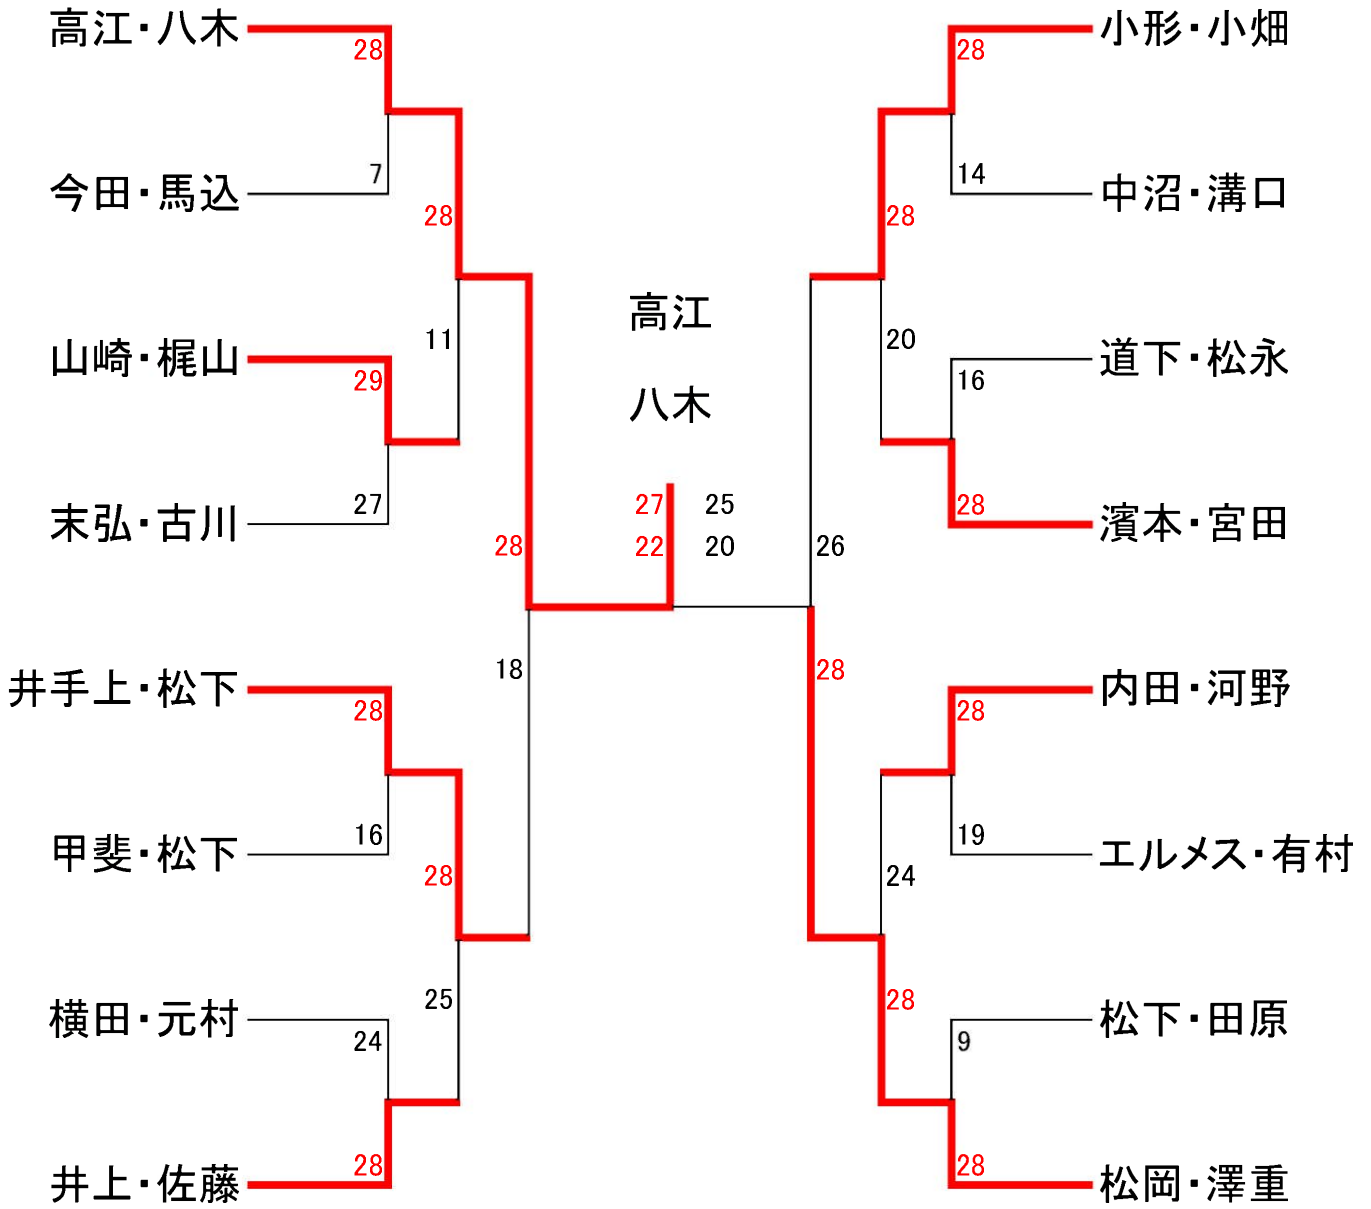 高江・八木
28
7
今田・馬込
28
山崎・梶山
29
11
27
末弘・古川
28
18
井手上・松下
28
16
甲斐・松下
28
横田・元村
24
25
28
井上・佐藤
高江
八木
27 25
22 20
小形・小畑
28
14
中沼・溝口
28
20
道下・松永
16
28
濱本・宮田
26
28
内田・河野
28
19
エルメス・有村
24
28
松下・田原
9
28
松岡・澤重